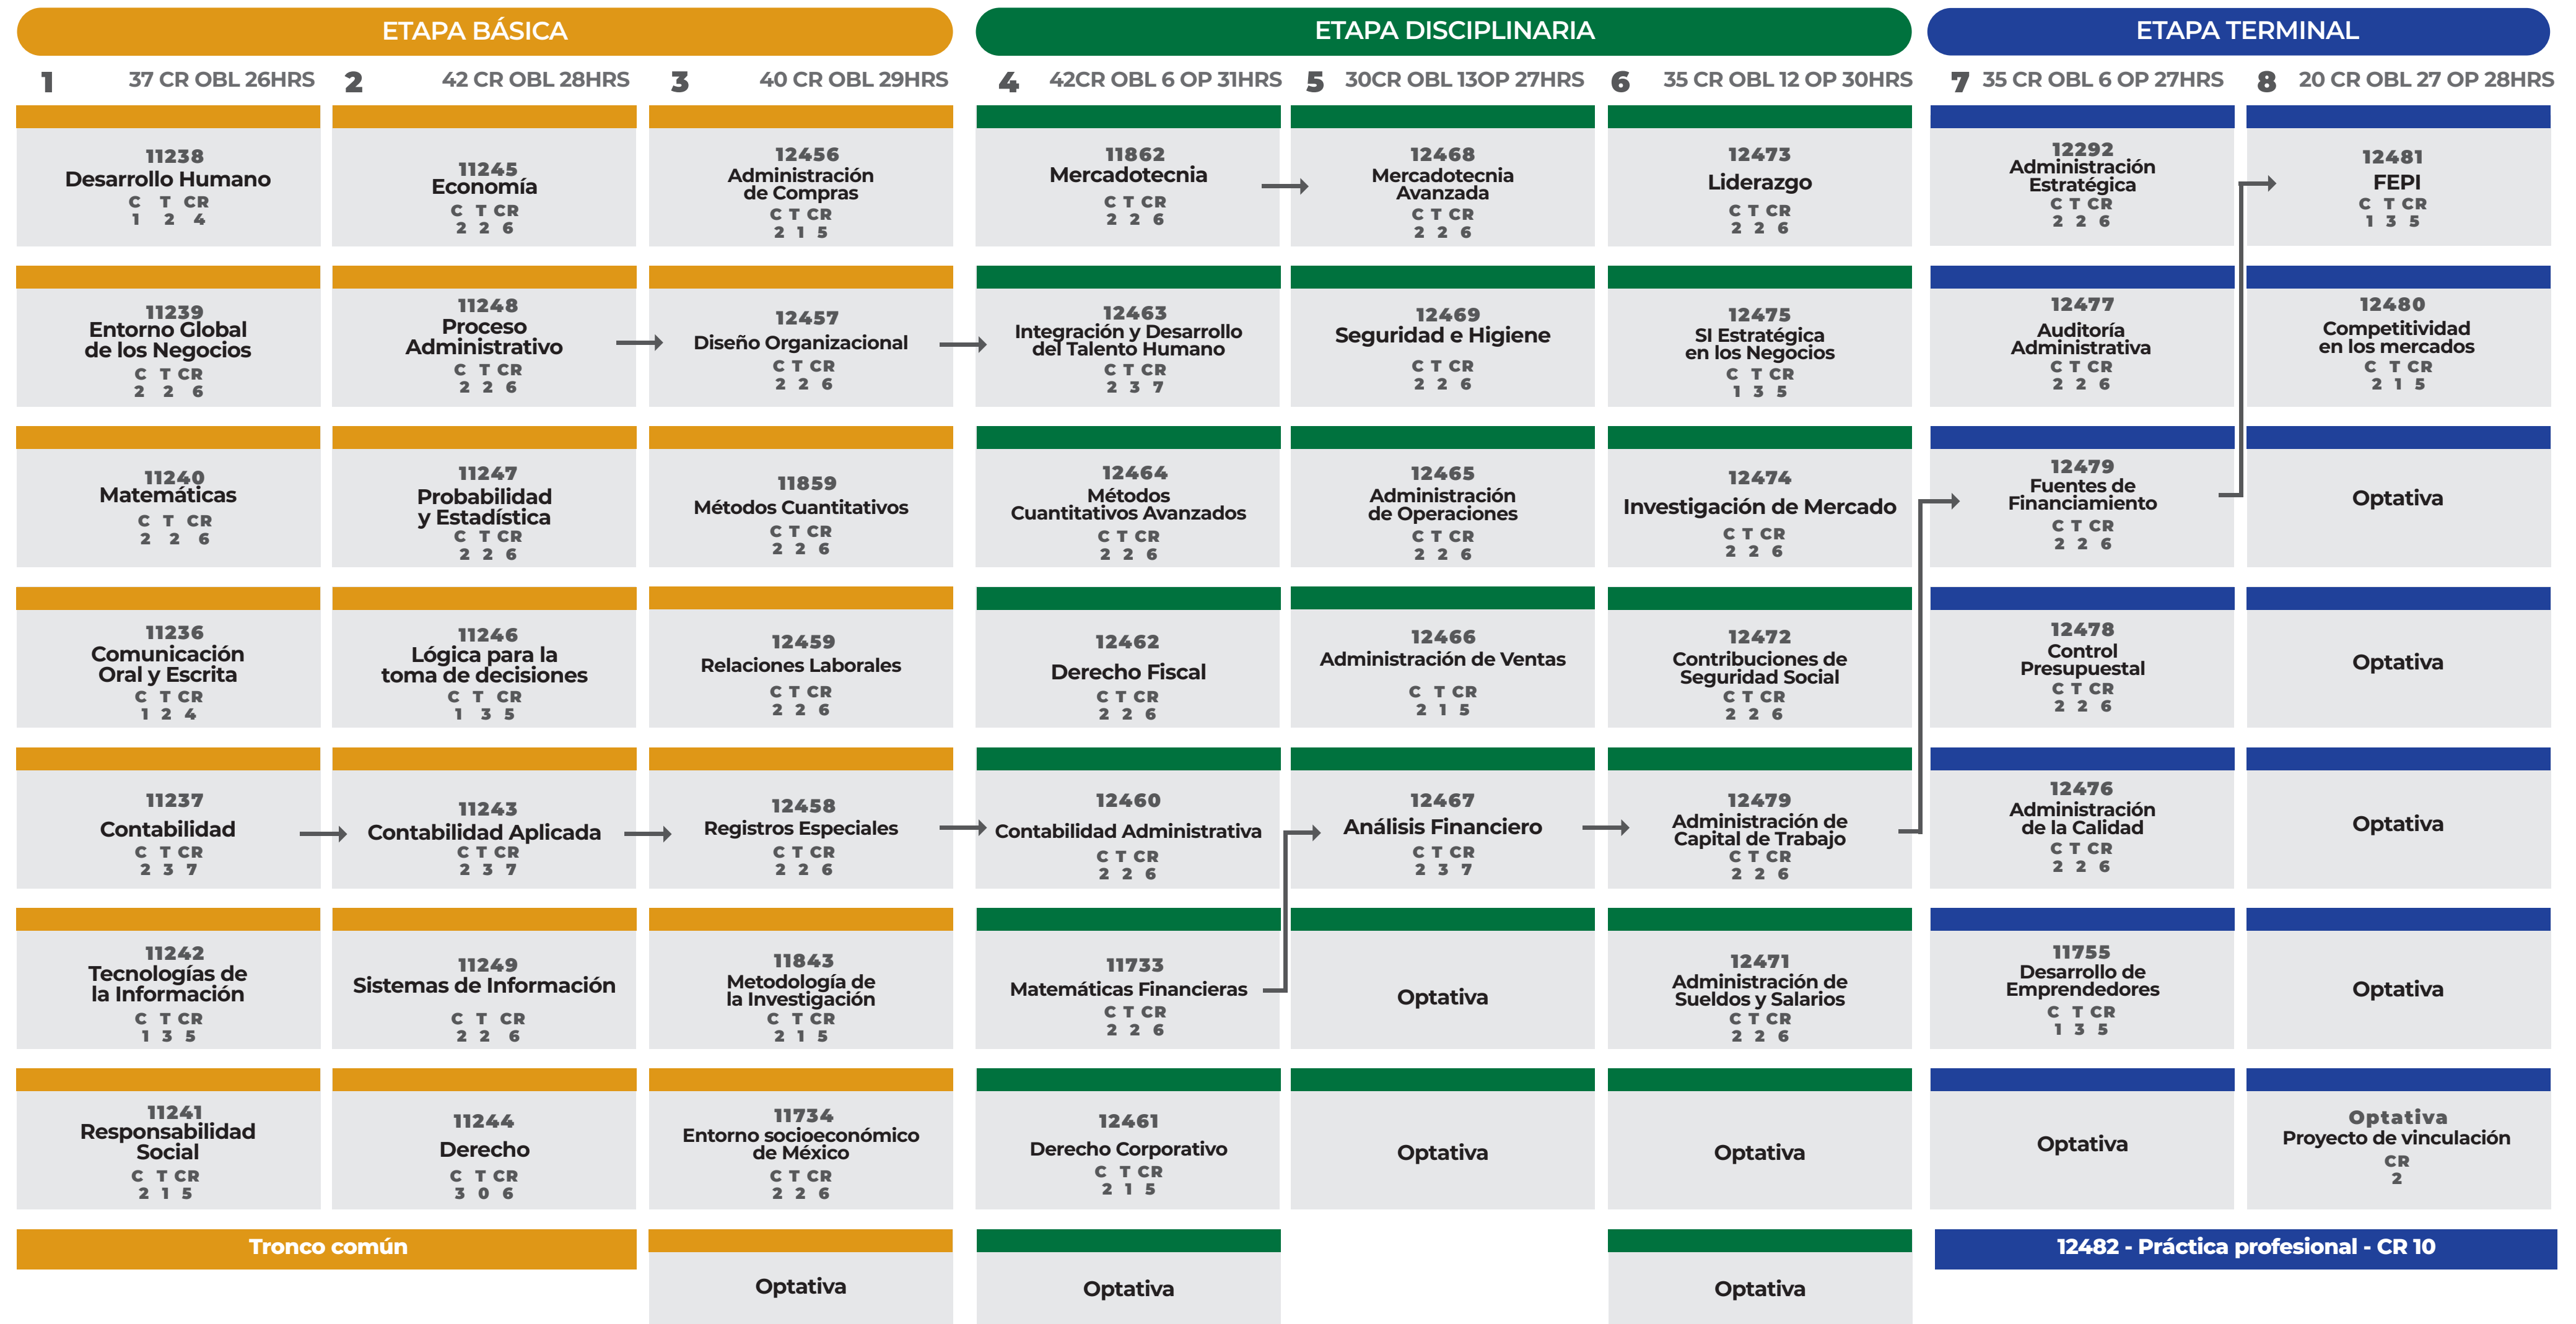 ETAPA BÁSICA
ETAPA DISCIPLINARIA
ETAPA TERMINAL
1
37 CR OBL 26HRS
2
42 CR OBL 28HRS
3
40 CR OBL 29HRS
4
42CR OBL 6 OP 31HRS
5
30CR OBL 13OP 27HRS
6
35 CR OBL 12 OP 30HRS
7
35 CR OBL 6 OP 27HRS
8
20 CR OBL 27 OP 28HRS
11238
Desarrollo Humano
C T CR
1 2 4
11245
Economía
C T CR
2 2 6
12456
Administración
de Compras
C T CR
2 1 5
11862
Mercadotecnia
C T CR
2 2 6
12468
Mercadotecnia
Avanzada
C T CR
2 2 6
12473
Liderazgo
C T CR
2 2 6
12292
Administración
Estratégica
C T CR
2 2 6
12481
FEPI
C T CR
1 3 5
11239
Entorno Global
de los Negocios
C T CR
2 2 6
11248
Proceso
Administrativo
C T CR
2 2 6
12457
Diseño Organizacional
C T CR
2 2 6
12463
Integración y Desarrollo
del Talento Humano
C T CR
2 3 7
12469
Seguridad e Higiene
C T CR
2 2 6
12475
SI Estratégica
en los Negocios
C T CR
1 3 5
12477
Auditoría
Administrativa
C T CR
2 2 6
12480
Competitividad
en los mercados
C T CR
2 1 5
11240
Matemáticas
C T CR
2 2 6
11247
Probabilidad
y Estadística
C T CR
2 2 6
11859
Métodos Cuantitativos
C T CR
2 2 6
12464
Métodos
Cuantitativos Avanzados
C T CR
2 2 6
12465
Administración
de Operaciones
C T CR
2 2 6
12474
Investigación de Mercado
C T CR
2 2 6
12479
Fuentes de
Financiamiento
C T CR
2 2 6
Optativa
11236
Comunicación
Oral y Escrita
C T CR
1 2 4
11246
Lógica para la
toma de decisiones
C T CR
1 3 5
12459
Relaciones Laborales
C T CR
2 2 6
12462
Derecho Fiscal
C T CR
2 2 6
12466
Administración de Ventas
C T CR
2 1 5
12472
Contribuciones de
Seguridad Social
C T CR
2 2 6
12478
Control
Presupuestal
C T CR
2 2 6
Optativa
11237
Contabilidad
C T CR
2 3 7
11243
Contabilidad Aplicada
C T CR
2 3 7
12458
Registros Especiales
C T CR
2 2 6
12460
Contabilidad Administrativa
C T CR
2 2 6
12467
Análisis Financiero
C T CR
2 3 7
12479
Administración de
Capital de Trabajo
C T CR
2 2 6
12476
Administración
de la Calidad
C T CR
2 2 6
Optativa
11242
Tecnologías de
la Información
C T CR
1 3 5
11249
Sistemas de Información
C T CR
2 2 6
11843
Metodología de
la Investigación
C T CR
2 1 5
11733
Matemáticas Financieras
C T CR
2 2 6
Optativa
12471
Administración de
Sueldos y Salarios
C T CR
2 2 6
11755
Desarrollo de
Emprendedores
C T CR
1 3 5
Optativa
11241
Responsabilidad
Social
C T CR
2 1 5
11244
Derecho
C T CR
3 0 6
11734
Entorno socioeconómico
de México
C T CR
2 2 6
12461
Derecho Corporativo
C T CR
2 1 5
Optativa
Optativa
Optativa
Optativa
Proyecto de vinculación
CR
2
Tronco común
Optativa
Optativa
Optativa
12482 - Práctica profesional - CR 10